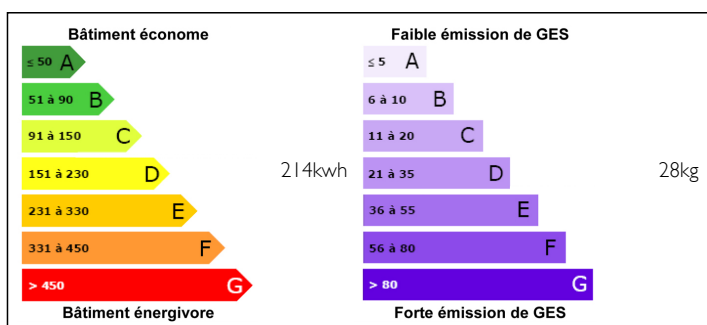 Bâtiment économe
≤ 50 A
51 à 90 B
91 à 150 C
151 à 230 D
214kwh
231 à 330 E
331 à 450 F
> 450 G
Bâtiment énergivore
Faible émission de GES
≤ 5 A
6 à 10 B
11 à 20 C
21 à 35 D
28kg
36 à 55 E
56 à 80 F
> 80 G
Forte émission de GES